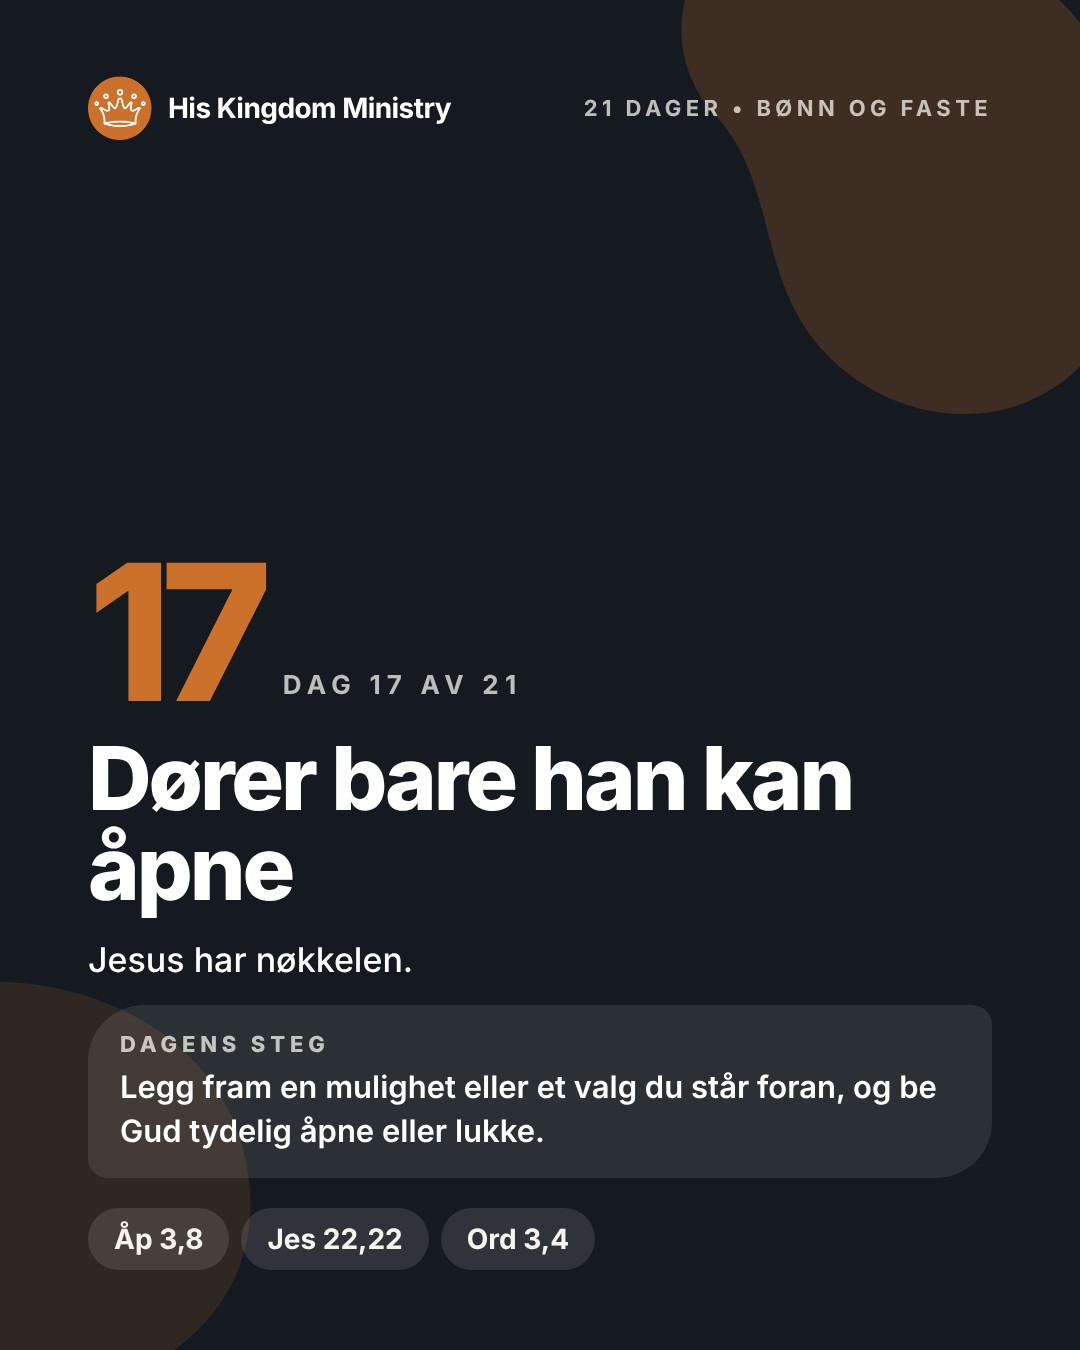 His Kingdom Ministry
21 DAGER • BØNN OG FASTE
17
DAG 17 AV 21
Dører bare han kan
åpne
Jesus har nøkkelen.
DAGENS STEG
Legg fram en mulighet eller et valg du står foran, og be
Gud tydelig åpne eller lukke.
Åp 3,8
Jes 22,22
Ord 3,4